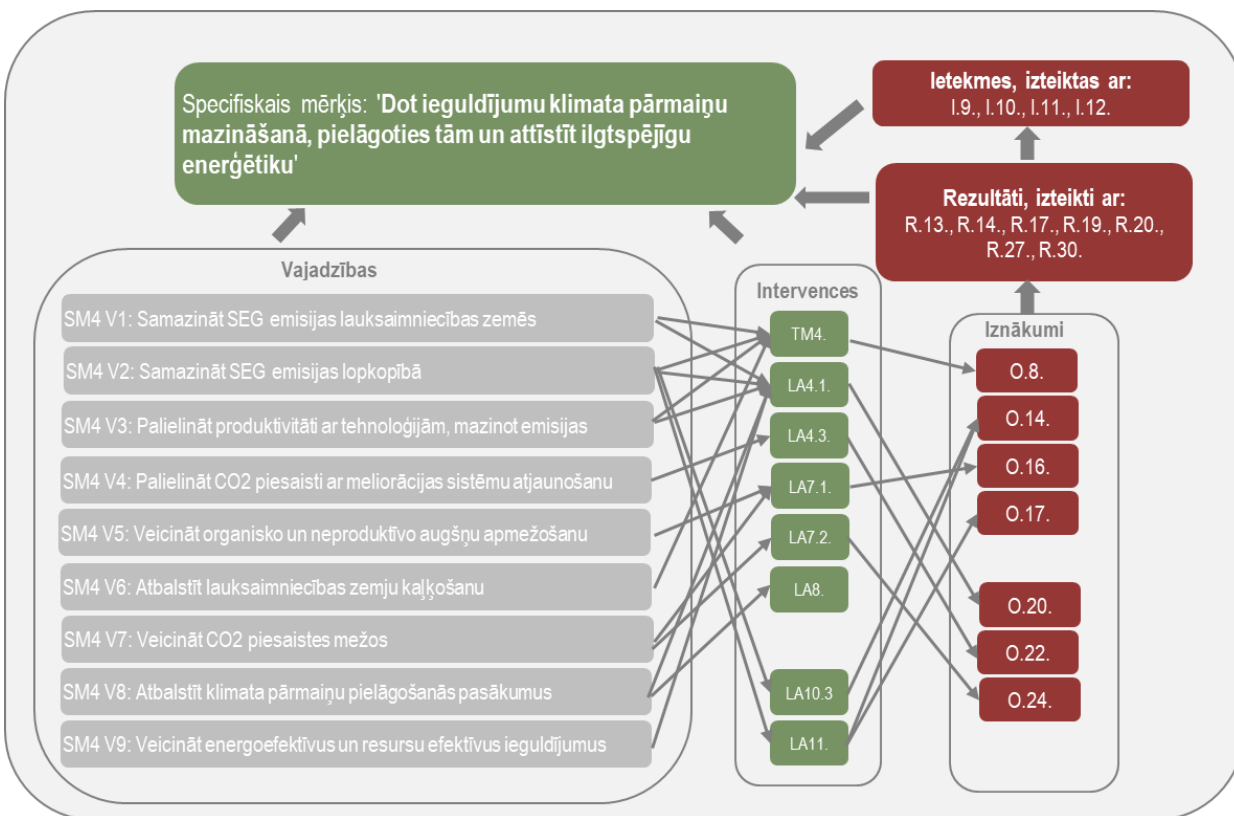 Specifiskais mērķis: 'Dot ieguldījumu klimata pārmaiņu
mazināšanā, pielāgoties tām un attīstīt ilgtspējīgu
enerģētiku'
Ietekmes, izteiktas ar:
I.9., I.10., I.11., I.12.
Rezultāti, izteikti ar:
R.13., R.14., R.17., R.19., R.20.,
R.27., R.30.
Vajadzības
SM4 V1: Samazināt SEG emisijas lauksaimniecības zemēs
SM4 V2: Samazināt SEG emisijas lopkopībā
SM4 V3: Palielināt produktivitāti ar tehnoloģijām, mazinot emisijas
SM4 V4: Palielināt CO2 piesaisti ar meliorācijas sistēmu atjaunošanu
SM4 V5: Veicināt organisko un neproduktīvo augšņu apmežošanu
SM4 V6: Atbalstīt lauksaimniecības zemju kaļķošanu
SM4 V7: Veicināt CO2 piesaistes mežos
SM4 V8: Atbalstīt klimata pārmaiņu pielāgošanās pasākumus
SM4 V9: Veicināt energoefektīvus un resursu efektīvus ieguldījumus
Intervences
TM4.
LA4.1.
LA4.3.
LA7.1.
LA7.2.
LA8.
LA10.3
LA11.
Iznākumi
O.8.
O.14.
O.16.
O.17.
O.20.
O.22.
O.24.